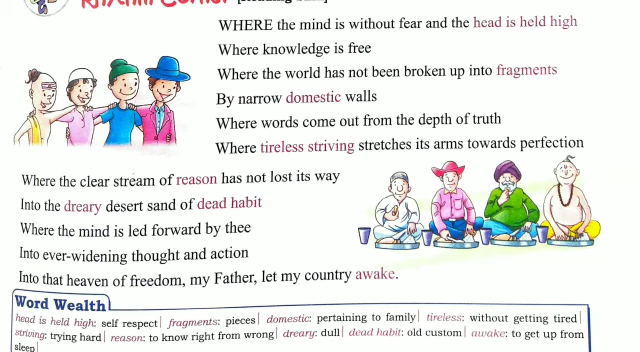 WHERE the mind is without fear and the head is held high
Where knowledge is free
Where the world has not been broken up into fragments
By narrow domestic walls
Where words come out from the depth of truth
Where tireless striving stretches its arms towards perfection
Where the clear stream of reason has not lost its way
Into the dreary desert sand of dead habit
Where the mind is led forward by thee
Into ever-widening thought and action
Into that heaven of freedom, my Father, let my country awake.
Word Wealth
head is held high: self respect| fragments: pieces| domestic: pertaining to family| tireless: without getting tired|
striving: trying hard| reason: to know right from wrong| dreary: dull| dead habit: old custom| awake: to get up from
sleep|